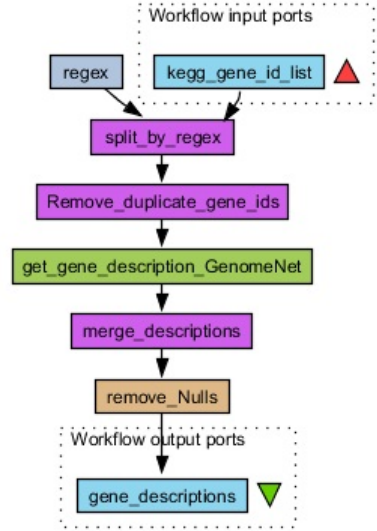 Workflow input ports
regex
kegg_gene_id_list
split_by_regex
Remove_duplicate_gene_ids
get_gene_description_GenomeNet
merge_descriptions
remove_Nulls
Workflow output ports
gene_descriptions